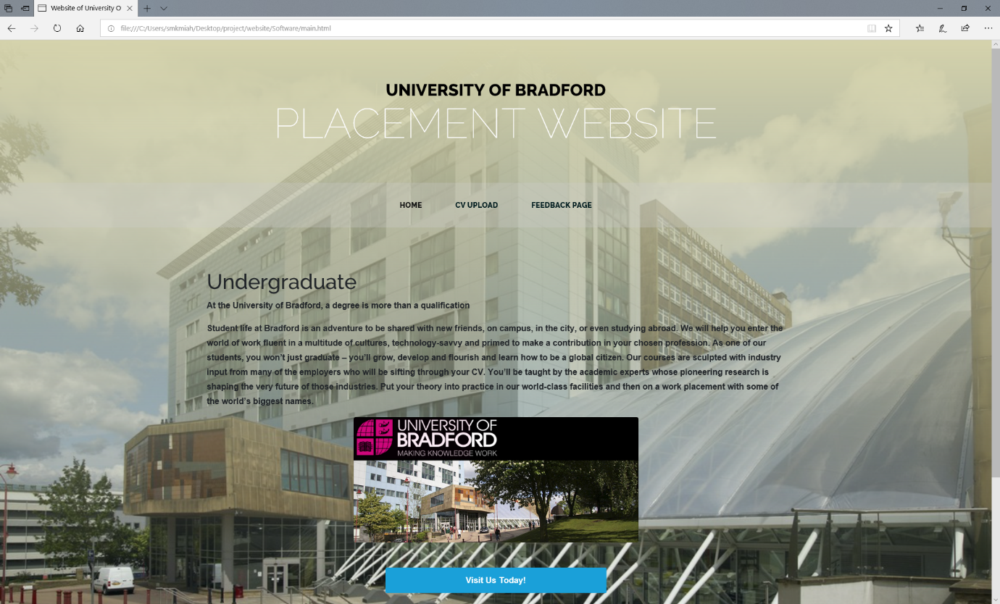 Website of University O
file:///C:/Users/smkmiah/Desktop/project/website/Software/main.html
UNIVERSITY OF BRADFORD
PLACEMENT WEBSITE
HOME CV UPLOAD FEEDBACK PAGE
UNIVERSITY OF BRADFORD
Undergraduate
At the University of Bradford, a degree is more than a qualification
Student life at Bradford is an adventure to be shared with new friends, on campus, in the city, or even studying abroad. We will help you enter the
world of work fluent in a multitude of cultures, technology-savvy and primed to make a contribution in your chosen profession. As one of our
students, you won’t just graduate – you’ll grow, develop and flourish and learn how to be a global citizen. Our courses are sculpted with industry
input from many of the employers who will be sifting through your CV. You’ll be taught by the academic experts whose pioneering research is
shaping the very future of those industries. Put your theory into practice in our world-class facilities and then on a work placement with some of
the world’s biggest names.
UNIVERSITY OF
BRADFORD
MAKING KNOWLEDGE WORK
Visit Us Today!